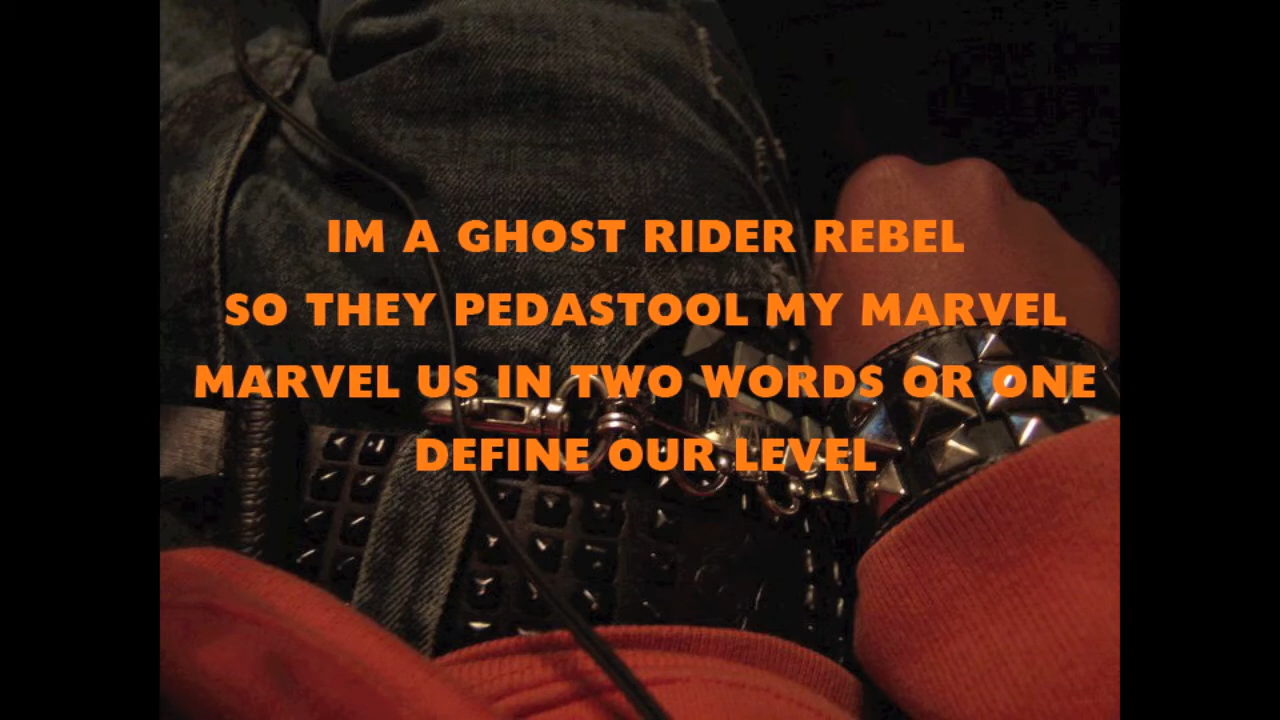 IM A GHOST RIDER REBEL
SO THEY PEDASTOOL MY MARVEL
MARVEL US IN TWO WORDS OR ONE
DEFINE OUR LEVEL